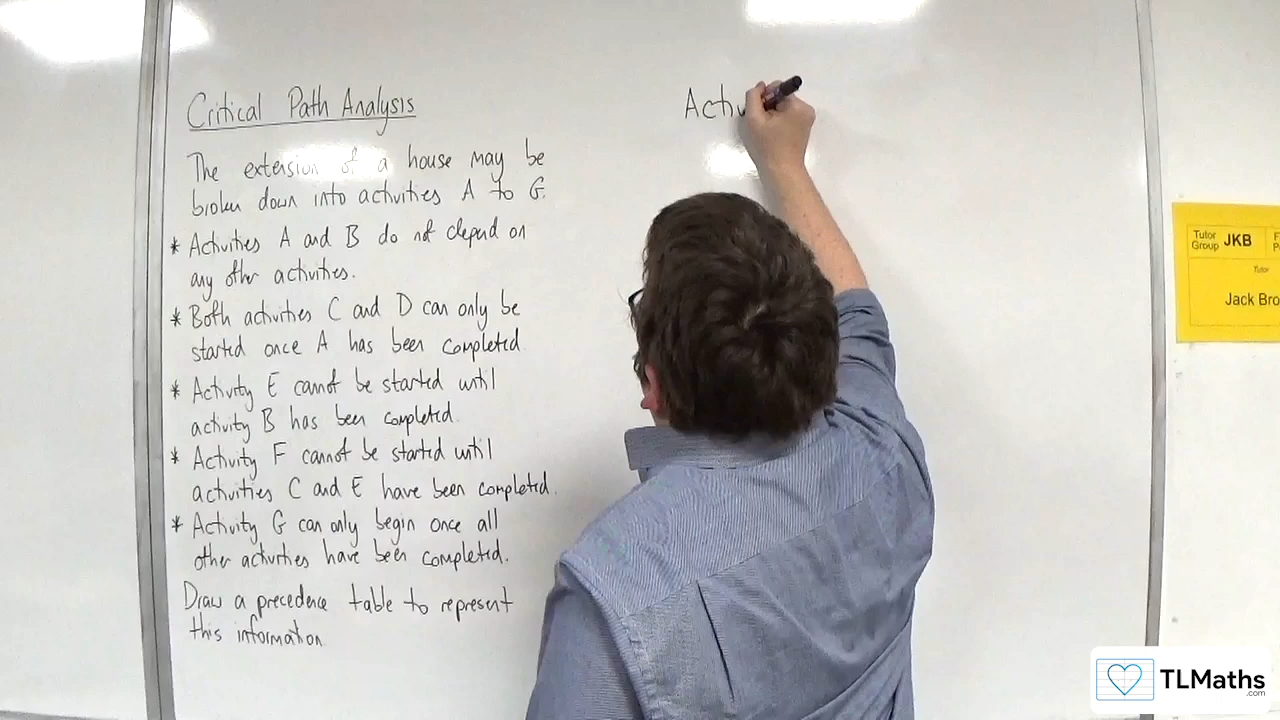 Critical Path Analysis
The extension of a house may be
broken down into activities A to G.
* Activities A and B do not depend on
any other activities.
* Both activities C and D can only be
started once A has been completed
* Activity E cannot be started until
activity B has been completed.
* Activity F cannot be started until
activities C and E have been completed.
* Activity G can only begin once all
other activities have been completed.
Draw a precedence table to represent
this information
Activ
Tutor
Group JKB
Tutor
Jack Bro
TLMaths
.com